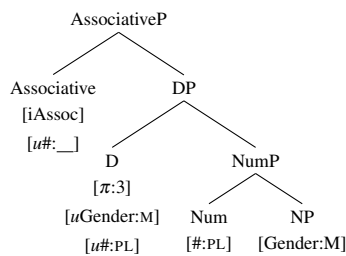 AssociativeP
Associative DP
[iAssoc]
[u#:__]
D NumP
[π:3]
[uGender:M] Num NP
[u#:PL] [#:PL] [Gender:M]